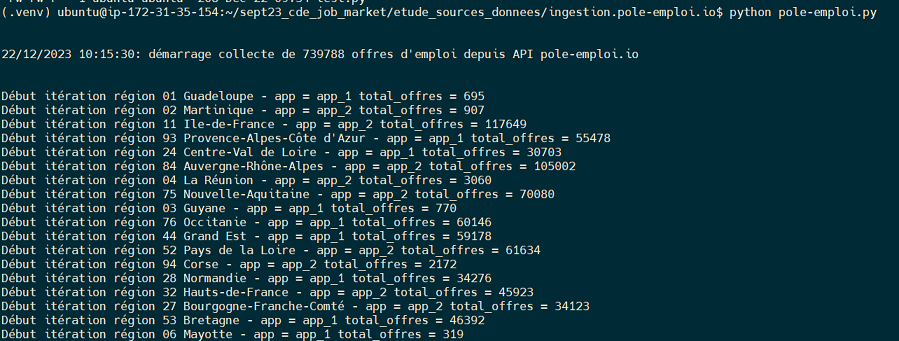 (.venv) ubuntu@ip-172-31-35-154:~/sept23_cde_job_market/etude_sources_donnees/ingestion.pole-emploi.io$ python pole-emploi.py
22/12/2023 10:15:30: démarrage collecte de 739788 offres d'emploi depuis API pole-emploi.io
Début itération région 01 Guadeloupe - app = app_1 total_offres = 695
Début itération région 02 Martinique - app = app_2 total_offres = 907
Début itération région 11 Ile-de-France - app = app_2 total_offres = 117649
Début itération région 93 Provence-Alpes-Côte d'Azur - app = app_1 total_offres = 55478
Début itération région 24 Centre-Val de Loire - app = app_1 total_offres = 30703
Début itération région 84 Auvergne-Rhône-Alpes - app = app_2 total_offres = 105002
Début itération région 04 La Réunion - app = app_2 total_offres = 3060
Début itération région 75 Nouvelle-Aquitaine - app = app_2 total_offres = 70080
Début itération région 03 Guyane - app = app_1 total_offres = 770
Début itération région 76 Occitanie - app = app_1 total_offres = 60146
Début itération région 44 Grand Est - app = app_1 total_offres = 59178
Début itération région 52 Pays de la Loire - app = app_2 total_offres = 61634
Début itération région 94 Corse - app = app_2 total_offres = 2172
Début itération région 28 Normandie - app = app_1 total_offres = 34276
Début itération région 32 Hauts-de-France - app = app_2 total_offres = 45923
Début itération région 27 Bourgogne-Franche-Comté - app = app_2 total_offres = 34123
Début itération région 53 Bretagne - app = app_1 total_offres = 46392
Début itération région 06 Mayotte - app = app_1 total_offres = 319